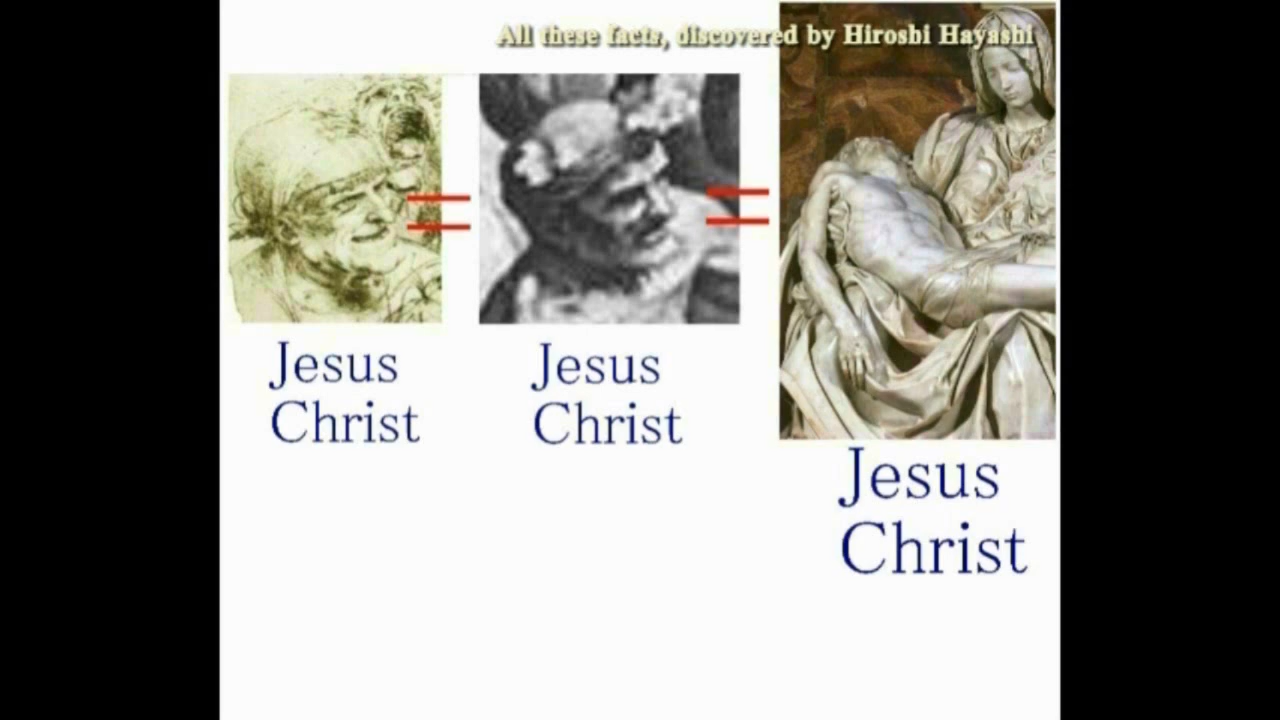 All these facts, discovered by Hiroshi Hayashi
Jesus
Christ
Jesus
Christ
Jesus
Christ